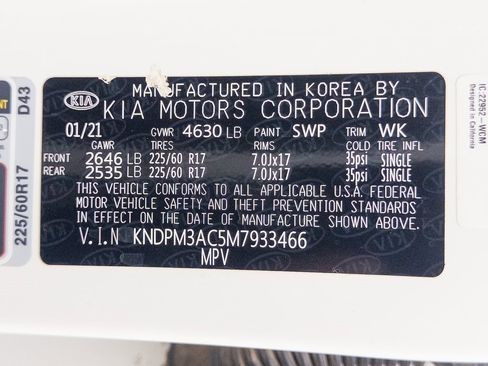 MANUFACTURED IN KOREA BY
KIA KIA MOTORS CORPORATION
01/21 GVWR 4630 LB PAINT SWP TRIM WK
GAWR TIRES RIMS COLD TIRE INFL
FRONT 2646 LB 225/60 R17 7.0Jx17 35psi SINGLE
REAR 2535 LB 225/60 R17 7.0Jx17 35psi SINGLE
THIS VEHICLE CONFORMS TO ALL APPLICABLE U.S.A. FEDERAL
MOTOR VEHICLE SAFETY AND THEFT PREVENTION STANDARDS
IN EFFECT ON THE DATE OF MANUFACTURE SHOWN ABOVE.
V.I.N KNDPM3AC5M7933466
MPV
D43
225/60R17
IC:22952-WCM
Designed in California